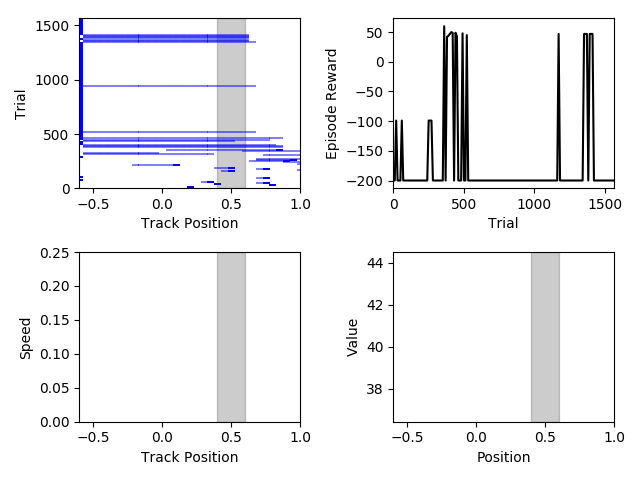 1500
1000
500
0
Trial
−0.5 0.0 0.5 1.0
Track Position
50
0
−50
−100
−150
−200
Episode Reward
0 500 1000 1500
Trial
0.25
0.20
0.15
0.10
0.05
0.00
Speed
−0.5 0.0 0.5 1.0
Track Position
44
42
40
38
Value
−0.5 0.0 0.5 1.0
Position